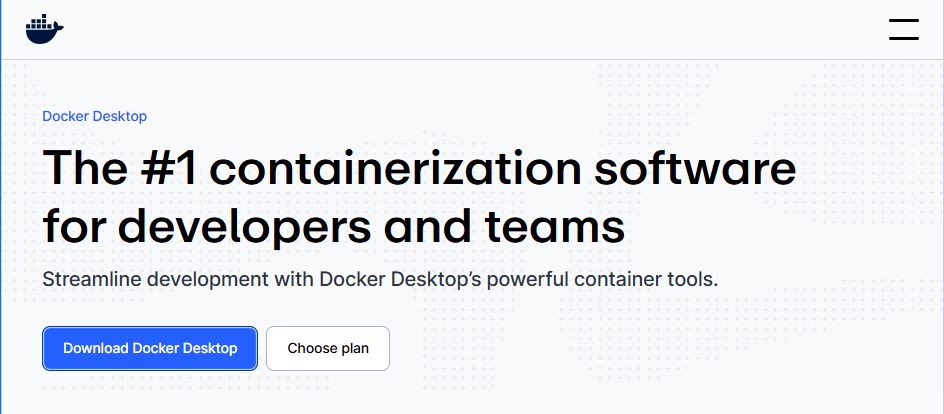 Docker Desktop
The #1 containerization software
for developers and teams
Streamline development with Docker Desktop’s powerful container tools.
Download Docker Desktop
Choose plan